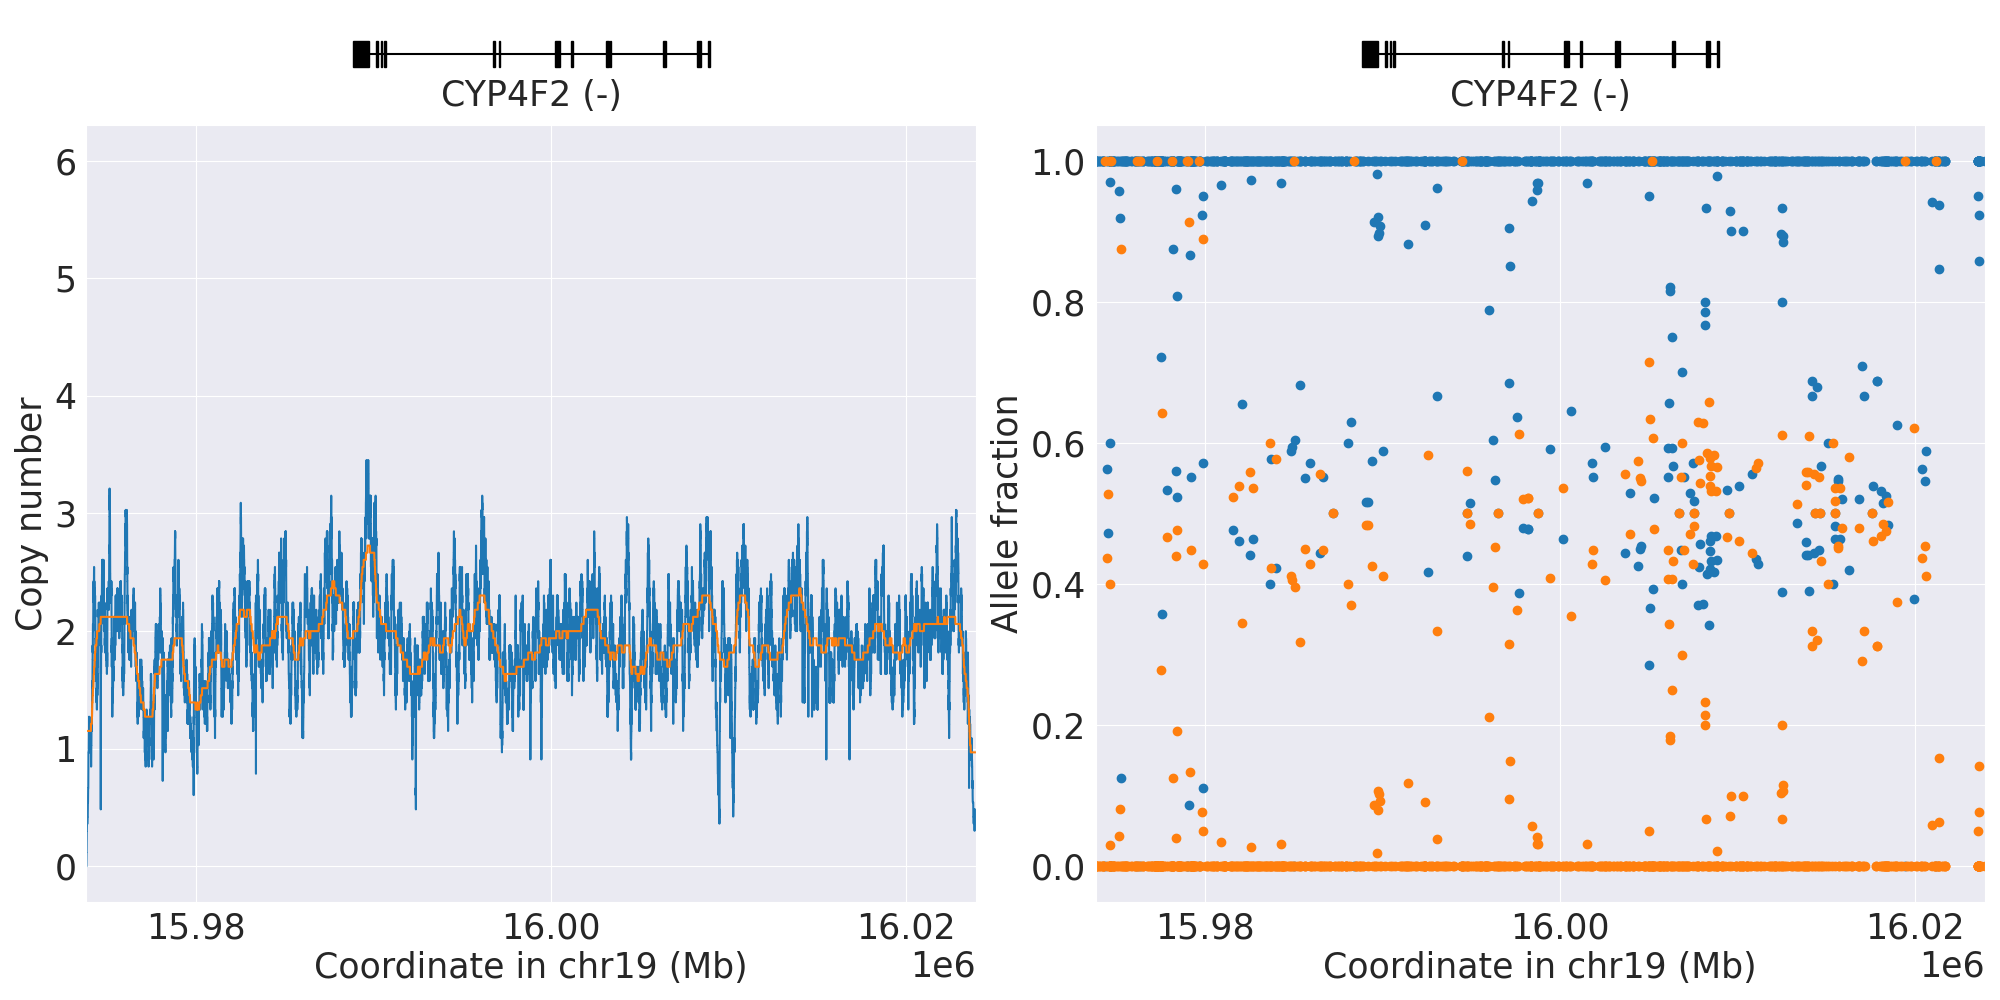 CYP4F2 (-)
6
5
4
3
2
1
0
Copy number
15.98
16.00
16.02
Coordinate in chr19 (Mb)
1e6
CYP4F2 (-)
1.0
0.8
0.6
0.4
0.2
0.0
Allele fraction
15.98
16.00
16.02
Coordinate in chr19 (Mb)
1e6